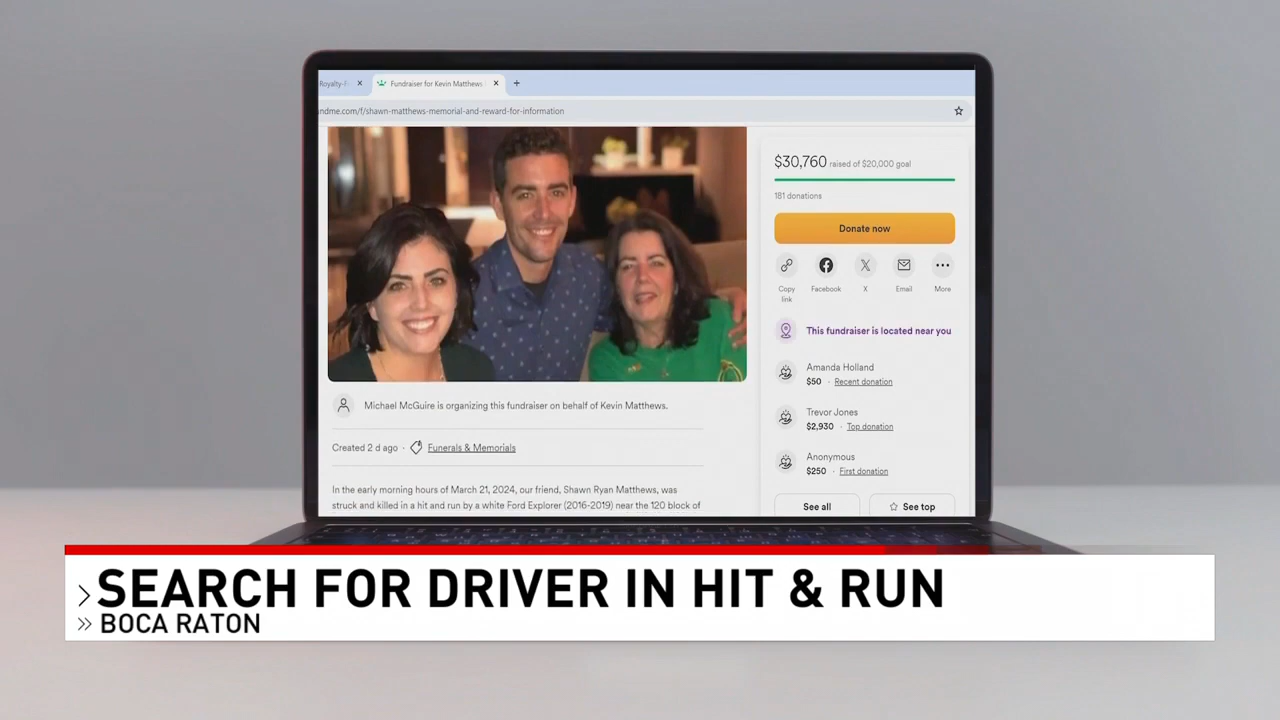 Royalty-F
Fundraiser for Kevin Matthews
ndme.com/f/shawn-matthews-memorial-and-reward-for-information
$30,760 raised of $20,000 goal
181 donations
Donate now
Copy link
Facebook
X
Email
More
This fundraiser is located near you
Amanda Holland
$50 · Recent donation
Trevor Jones
$2,930 · Top donation
Anonymous
$250 · First donation
See all
See top
Michael McGuire is organizing this fundraiser on behalf of Kevin Matthews.
Created 2 d ago · Funerals & Memorials
In the early morning hours of March 21, 2024, our friend, Shawn Ryan Matthews, was
struck and killed in a hit and run by a white Ford Explorer (2016-2019) near the 120 block of
SEARCH FOR DRIVER IN HIT & RUN
BOCA RATON